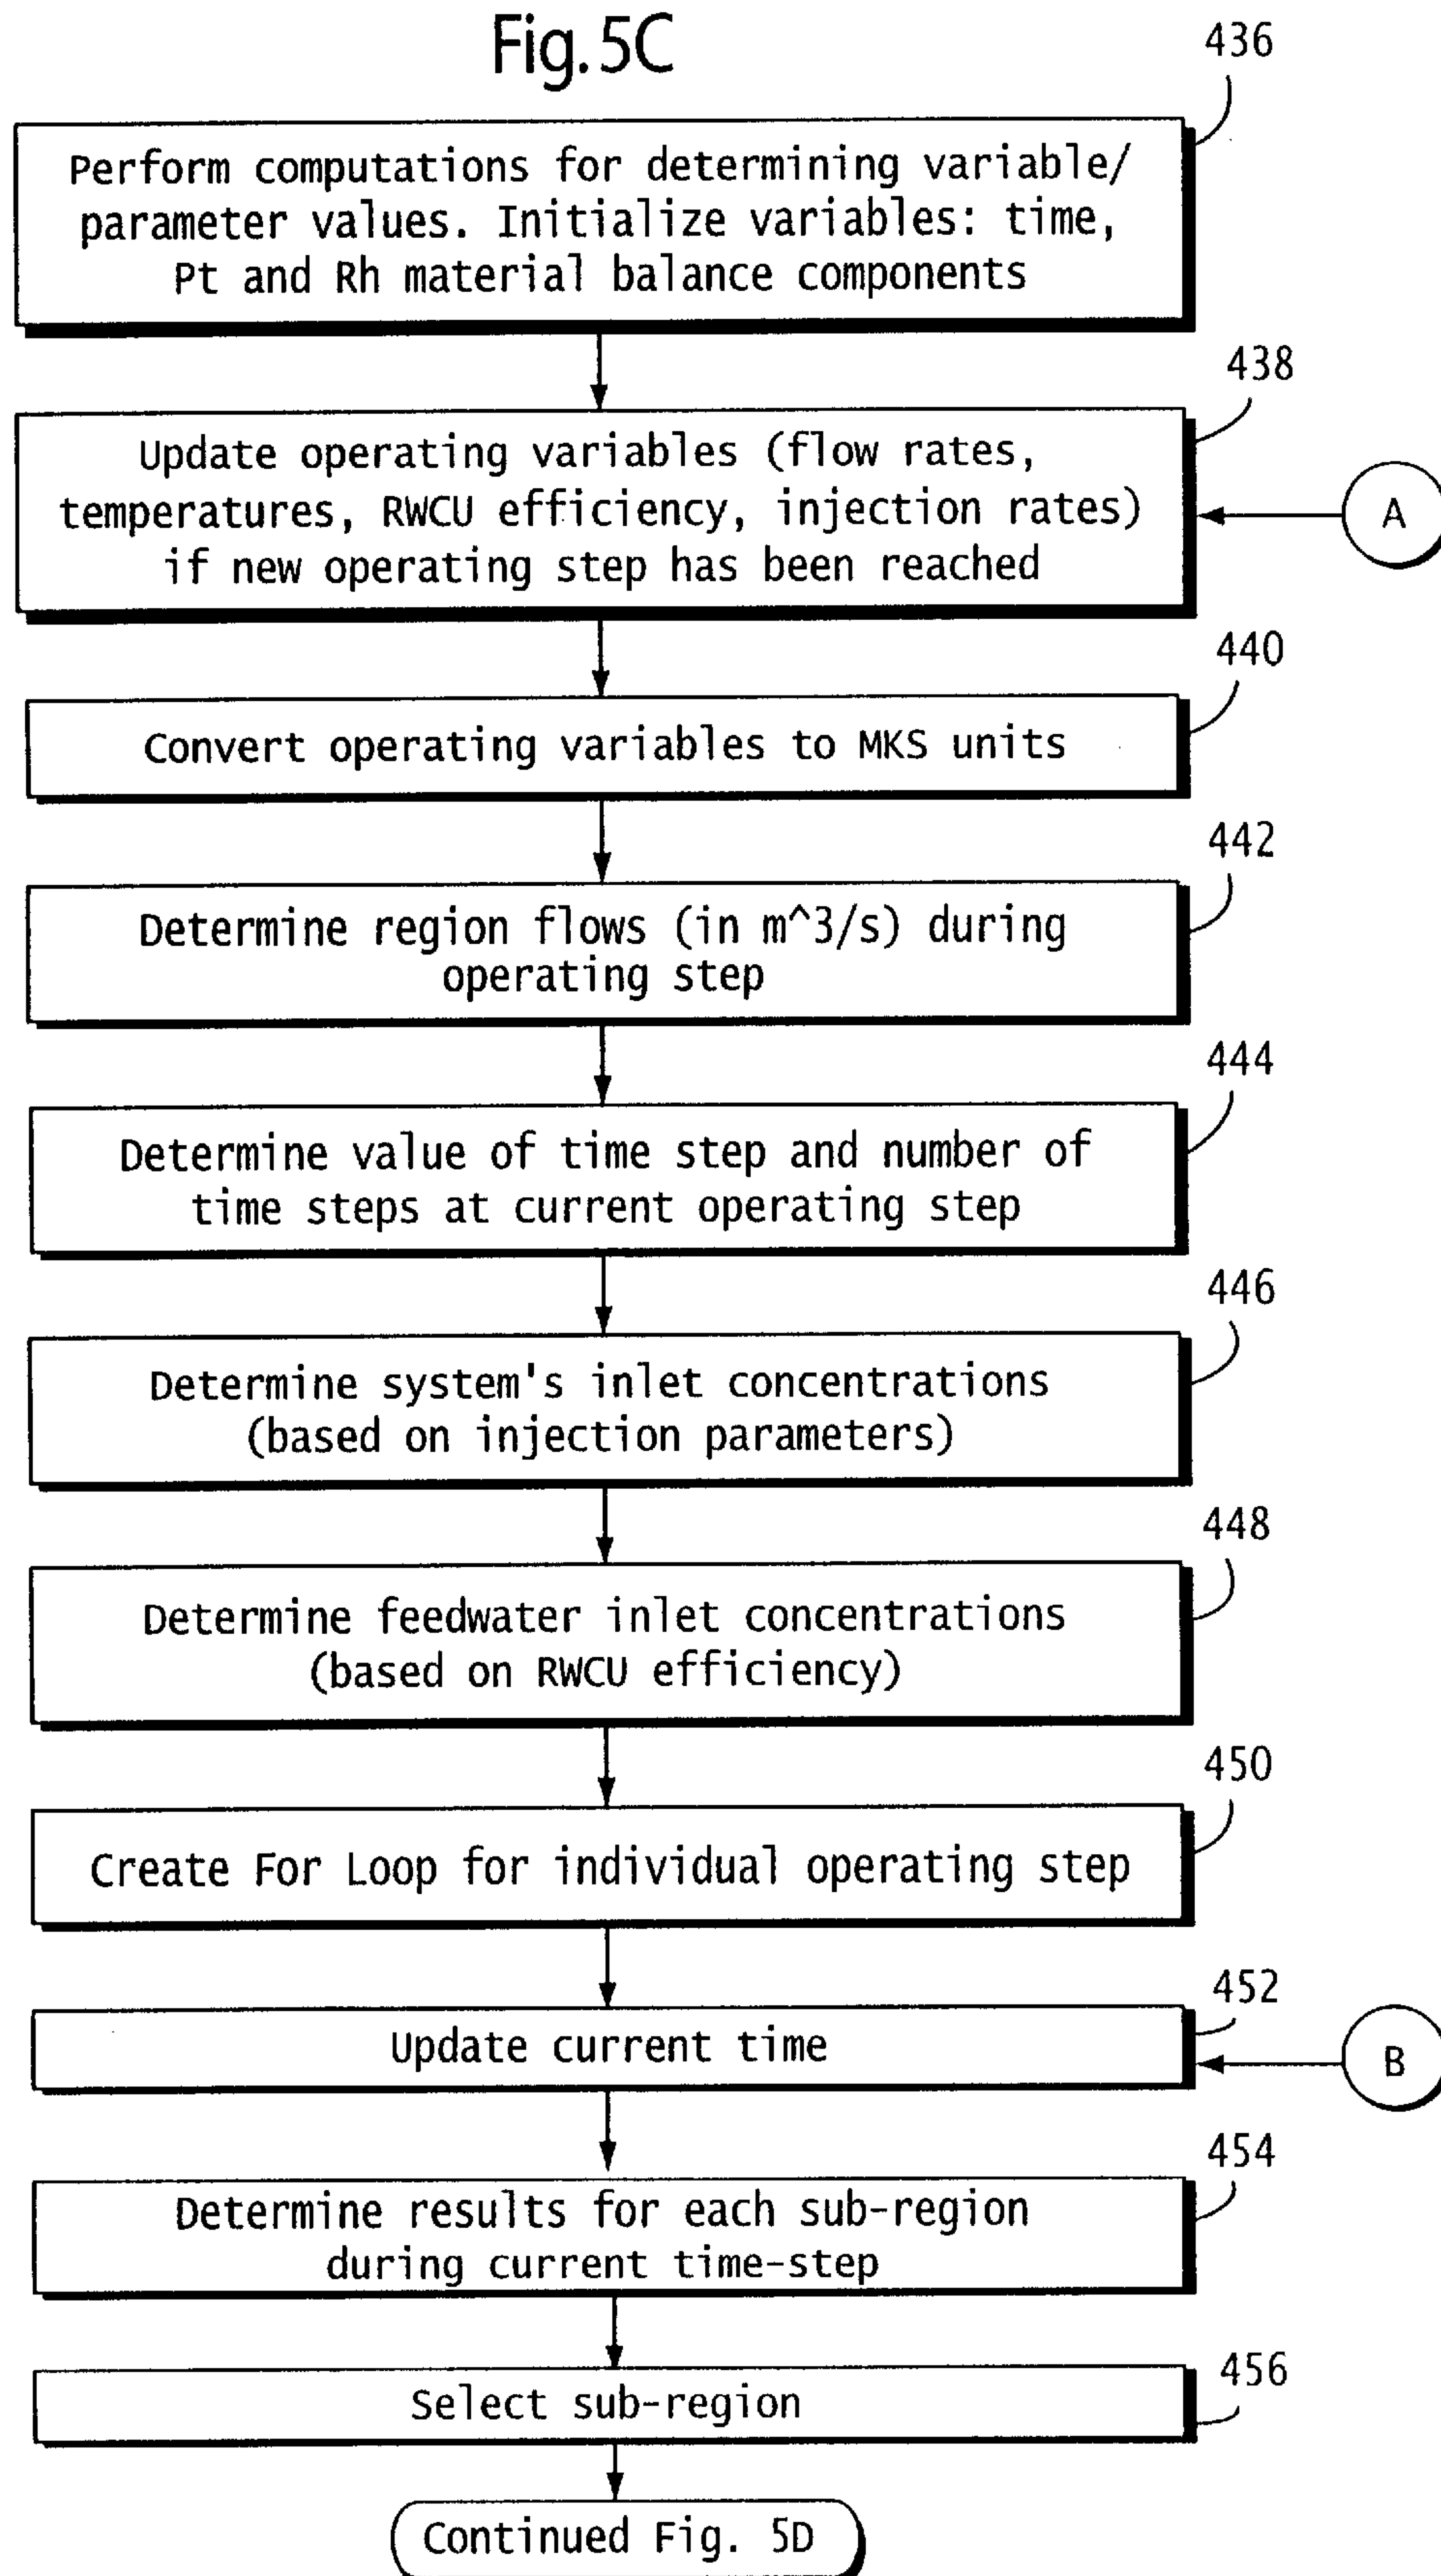 Fig. 5C
436
Perform computations for determining variable/
parameter values. Initialize variables: time,
Pt and Rh material balance components
438
Update operating variables (flow rates,
temperatures, RWCU efficiency, injection rates)
if new operating step has been reached
A
440
Convert operating variables to MKS units
442
Determine region flows (in m^3/s) during
operating step
444
Determine value of time step and number of
time steps at current operating step
446
Determine system's inlet concentrations
(based on injection parameters)
448
Determine feedwater inlet concentrations
(based on RWCU efficiency)
450
Create For Loop for individual operating step
452
Update current time
B
454
Determine results for each sub-region
during current time-step
456
Select sub-region
Continued Fig. 5D